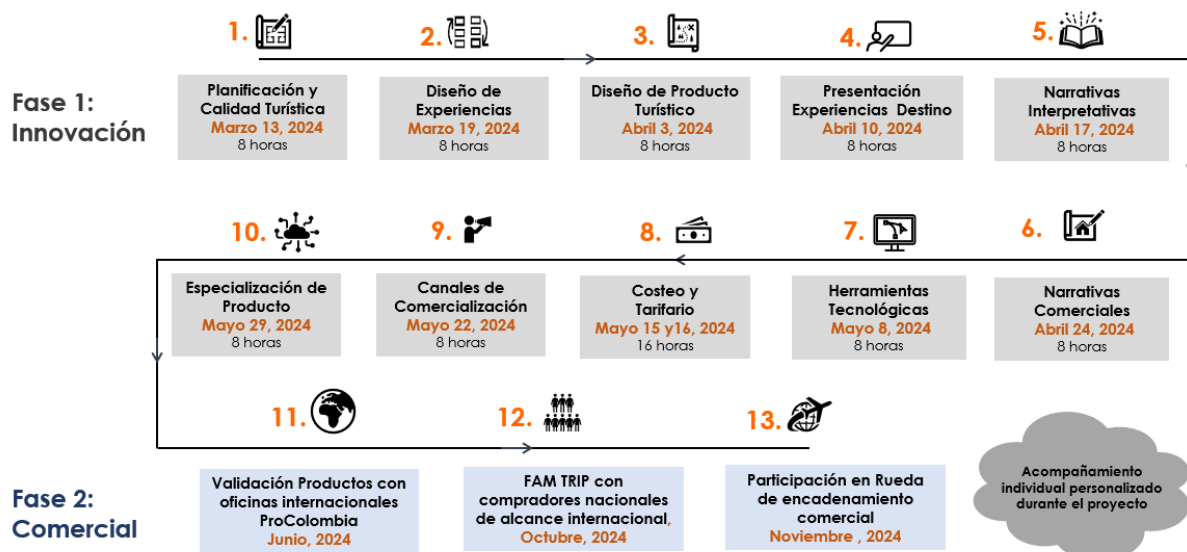 Fase 1:
Innovación
1.
Planificación y
Calidad Turística
Marzo 13, 2024
8 horas
2.
Diseño de
Experiencias
Marzo 19, 2024
8 horas
3.
Diseño de Producto
Turístico
Abril 3, 2024
8 horas
4.
Presentación
Experiencias Destino
Abril 10, 2024
8 horas
5.
Narrativas
Interpretativas
Abril 17, 2024
8 horas
6.
Narrativas
Comerciales
Abril 24, 2024
8 horas
7.
Herramientas
Tecnológicas
Mayo 8, 2024
8 horas
8.
Costeo y
Tarifario
Mayo 15 y16, 2024
16 horas
9.
Canales de
Comercialización
Mayo 22, 2024
8 horas
10.
Especialización de
Producto
Mayo 29, 2024
8 horas
Fase 2:
Comercial
11.
Validación Productos con
oficinas internacionales
ProColombia
Junio, 2024
12.
FAM TRIP con
compradores nacionales
de alcance internacional,
Octubre, 2024
13.
Participación en Rueda
de encadenamiento
comercial
Noviembre , 2024
Acompañamiento
individual personalizado
durante el proyecto